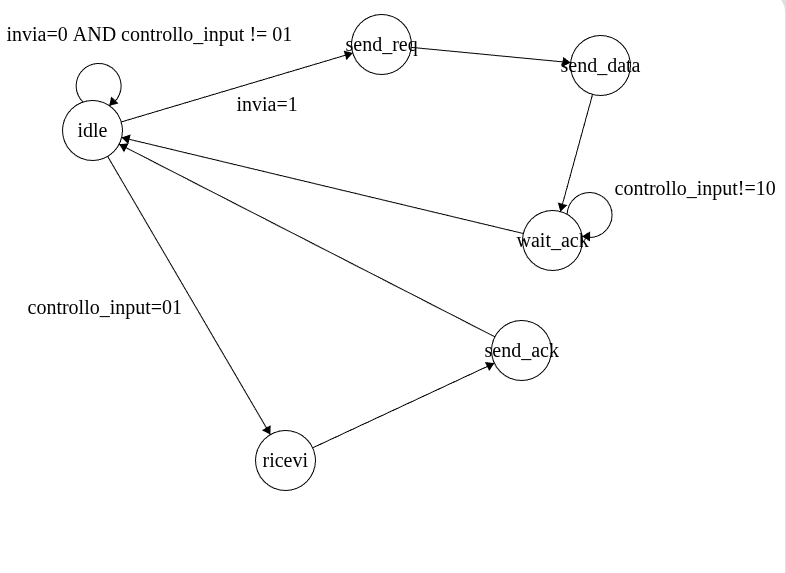 invia=0 AND controllo_input != 01
send_req
send_data
invia=1
idle
controllo_input!=10
wait_ack
controllo_input=01
send_ack
ricevi